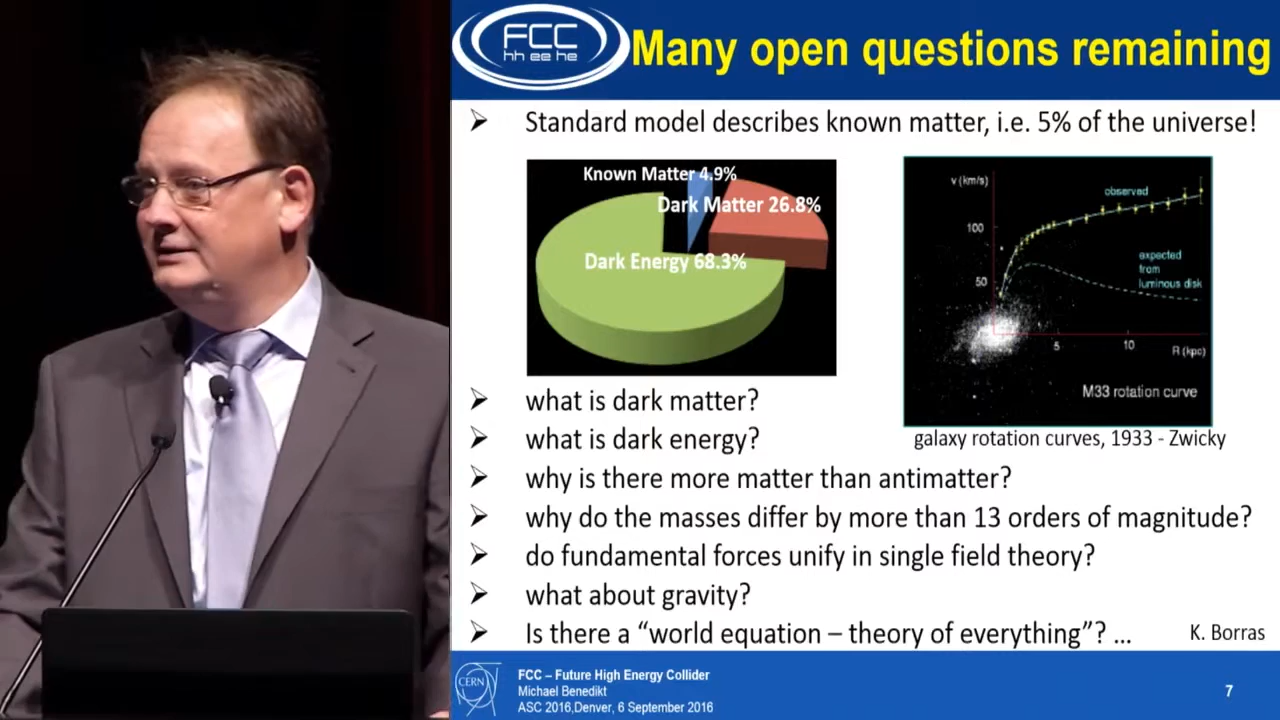 FCC
hh ee he
Many open questions remaining
Standard model describes known matter, i.e. 5% of the universe!
Known Matter 4.9%
Dark Matter 26.8%
Dark Energy 68.3%
v (km/s)
observed
100
expected
from
luminous disk
50
5
10
R (kpc)
M33 rotation curve
galaxy rotation curves, 1933 - Zwicky
what is dark matter?
what is dark energy?
why is there more matter than antimatter?
why do the masses differ by more than 13 orders of magnitude?
do fundamental forces unify in single field theory?
what about gravity?
Is there a “world equation – theory of everything”? ...
K. Borras
CERN
FCC – Future High Energy Collider
Michael Benedikt
ASC 2016,Denver, 6 September 2016
7